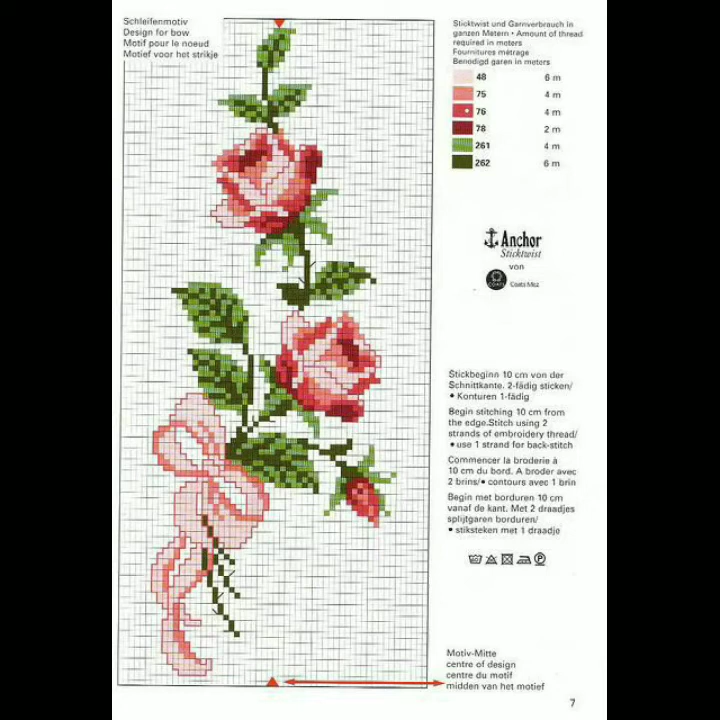 Schleifenmotiv
Design for bow
Motif pour le noeud
Motief voor het strikje
Sticktwist und Garnverbrauch in
ganzen Metern • Amount of thread
required in meters
Fournitures métrage
Benodigd garen in meters
48 6 m
75 4 m
76 4 m
78 2 m
261 4 m
262 6 m
Anchor
Sticktwist
von
COATS
Coats Mez
Stickbeginn 10 cm von der
Schnittkante. 2-fädig sticken/
• Konturen 1-fädig
Begin stitching 10 cm from
the edge.Stitch using 2
strands of embroidery thread/
• use 1 strand for back-stitch
Commencer la broderie à
10 cm du bord. A broder avec
2 brins/• contours avec 1 brin
Begin met borduren 10 cm
vanaf de kant. Met 2 draadjes
splijtgaren borduren/
• stiksteken met 1 draadje
Motiv-Mitte
centre of design
centre du motif
midden van het motief
7